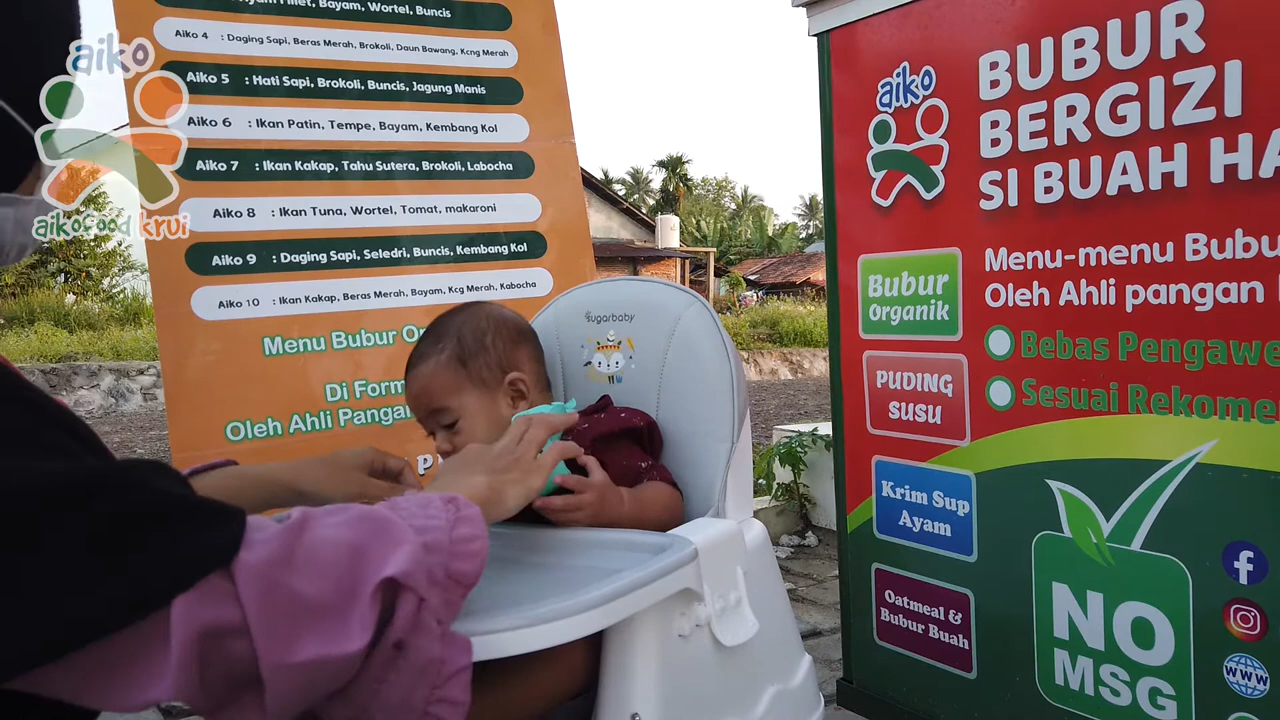 Fillet, Bayam, Wortel, Buncis
Aiko 4 : Daging Sapi, Beras Merah, Brokoli, Daun Bawang, Kcng Merah
Aiko 5 : Hati Sapi, Brokoli, Buncis, Jagung Manis
Aiko 6 : Ikan Patin, Tempe, Bayam, Kembang Kol
Aiko 7 : Ikan Kakap, Tahu Sutera, Brokoli, Labocha
Aiko 8 : Ikan Tuna, Wortel, Tomat, makaroni
Aiko 9 : Daging Sapi, Seledri, Buncis, Kembang Kol
Aiko 10 : Ikan Kakap, Beras Merah, Bayam, Kcg Merah, Kabocha
Menu Bubur Or
Di Form
Oleh Ahli Pangan
aiko
aikofood krui
sugarbaby
aiko
BUBUR
BERGIZI
SI BUAH HA
Menu-menu Bubu
Oleh Ahli pangan
Bebas Pengawe
Sesuai Rekome
Bubur
Organik
PUDING
SUSU
Krim Sup
Ayam
Oatmeal &
Bubur Buah
NO
MSG
www